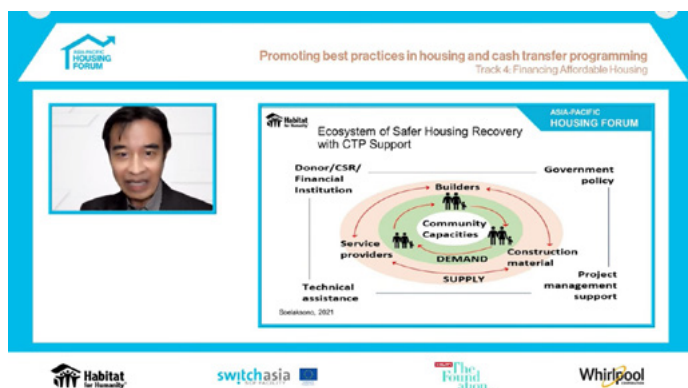 ASIA-PACIFIC
HOUSING
FORUM
Promoting best practices in housing and cash transfer programming
Track 4: Financing Affordable Housing
Habitat
for Humanity
ASIA-PACIFIC
HOUSING FORUM
Ecosystem of Safer Housing Recovery
with CTP Support
Donor/CSR/
Financial
Institution
Government
policy
Builders
Community
Capacities
Service
providers
Construction
material
DEMAND
SUPPLY
Technical
assistance
Project
management
support
Soelaksono, 2021
Habitat
for Humanity®
switchasia
The
Found
ation
Whirlpool